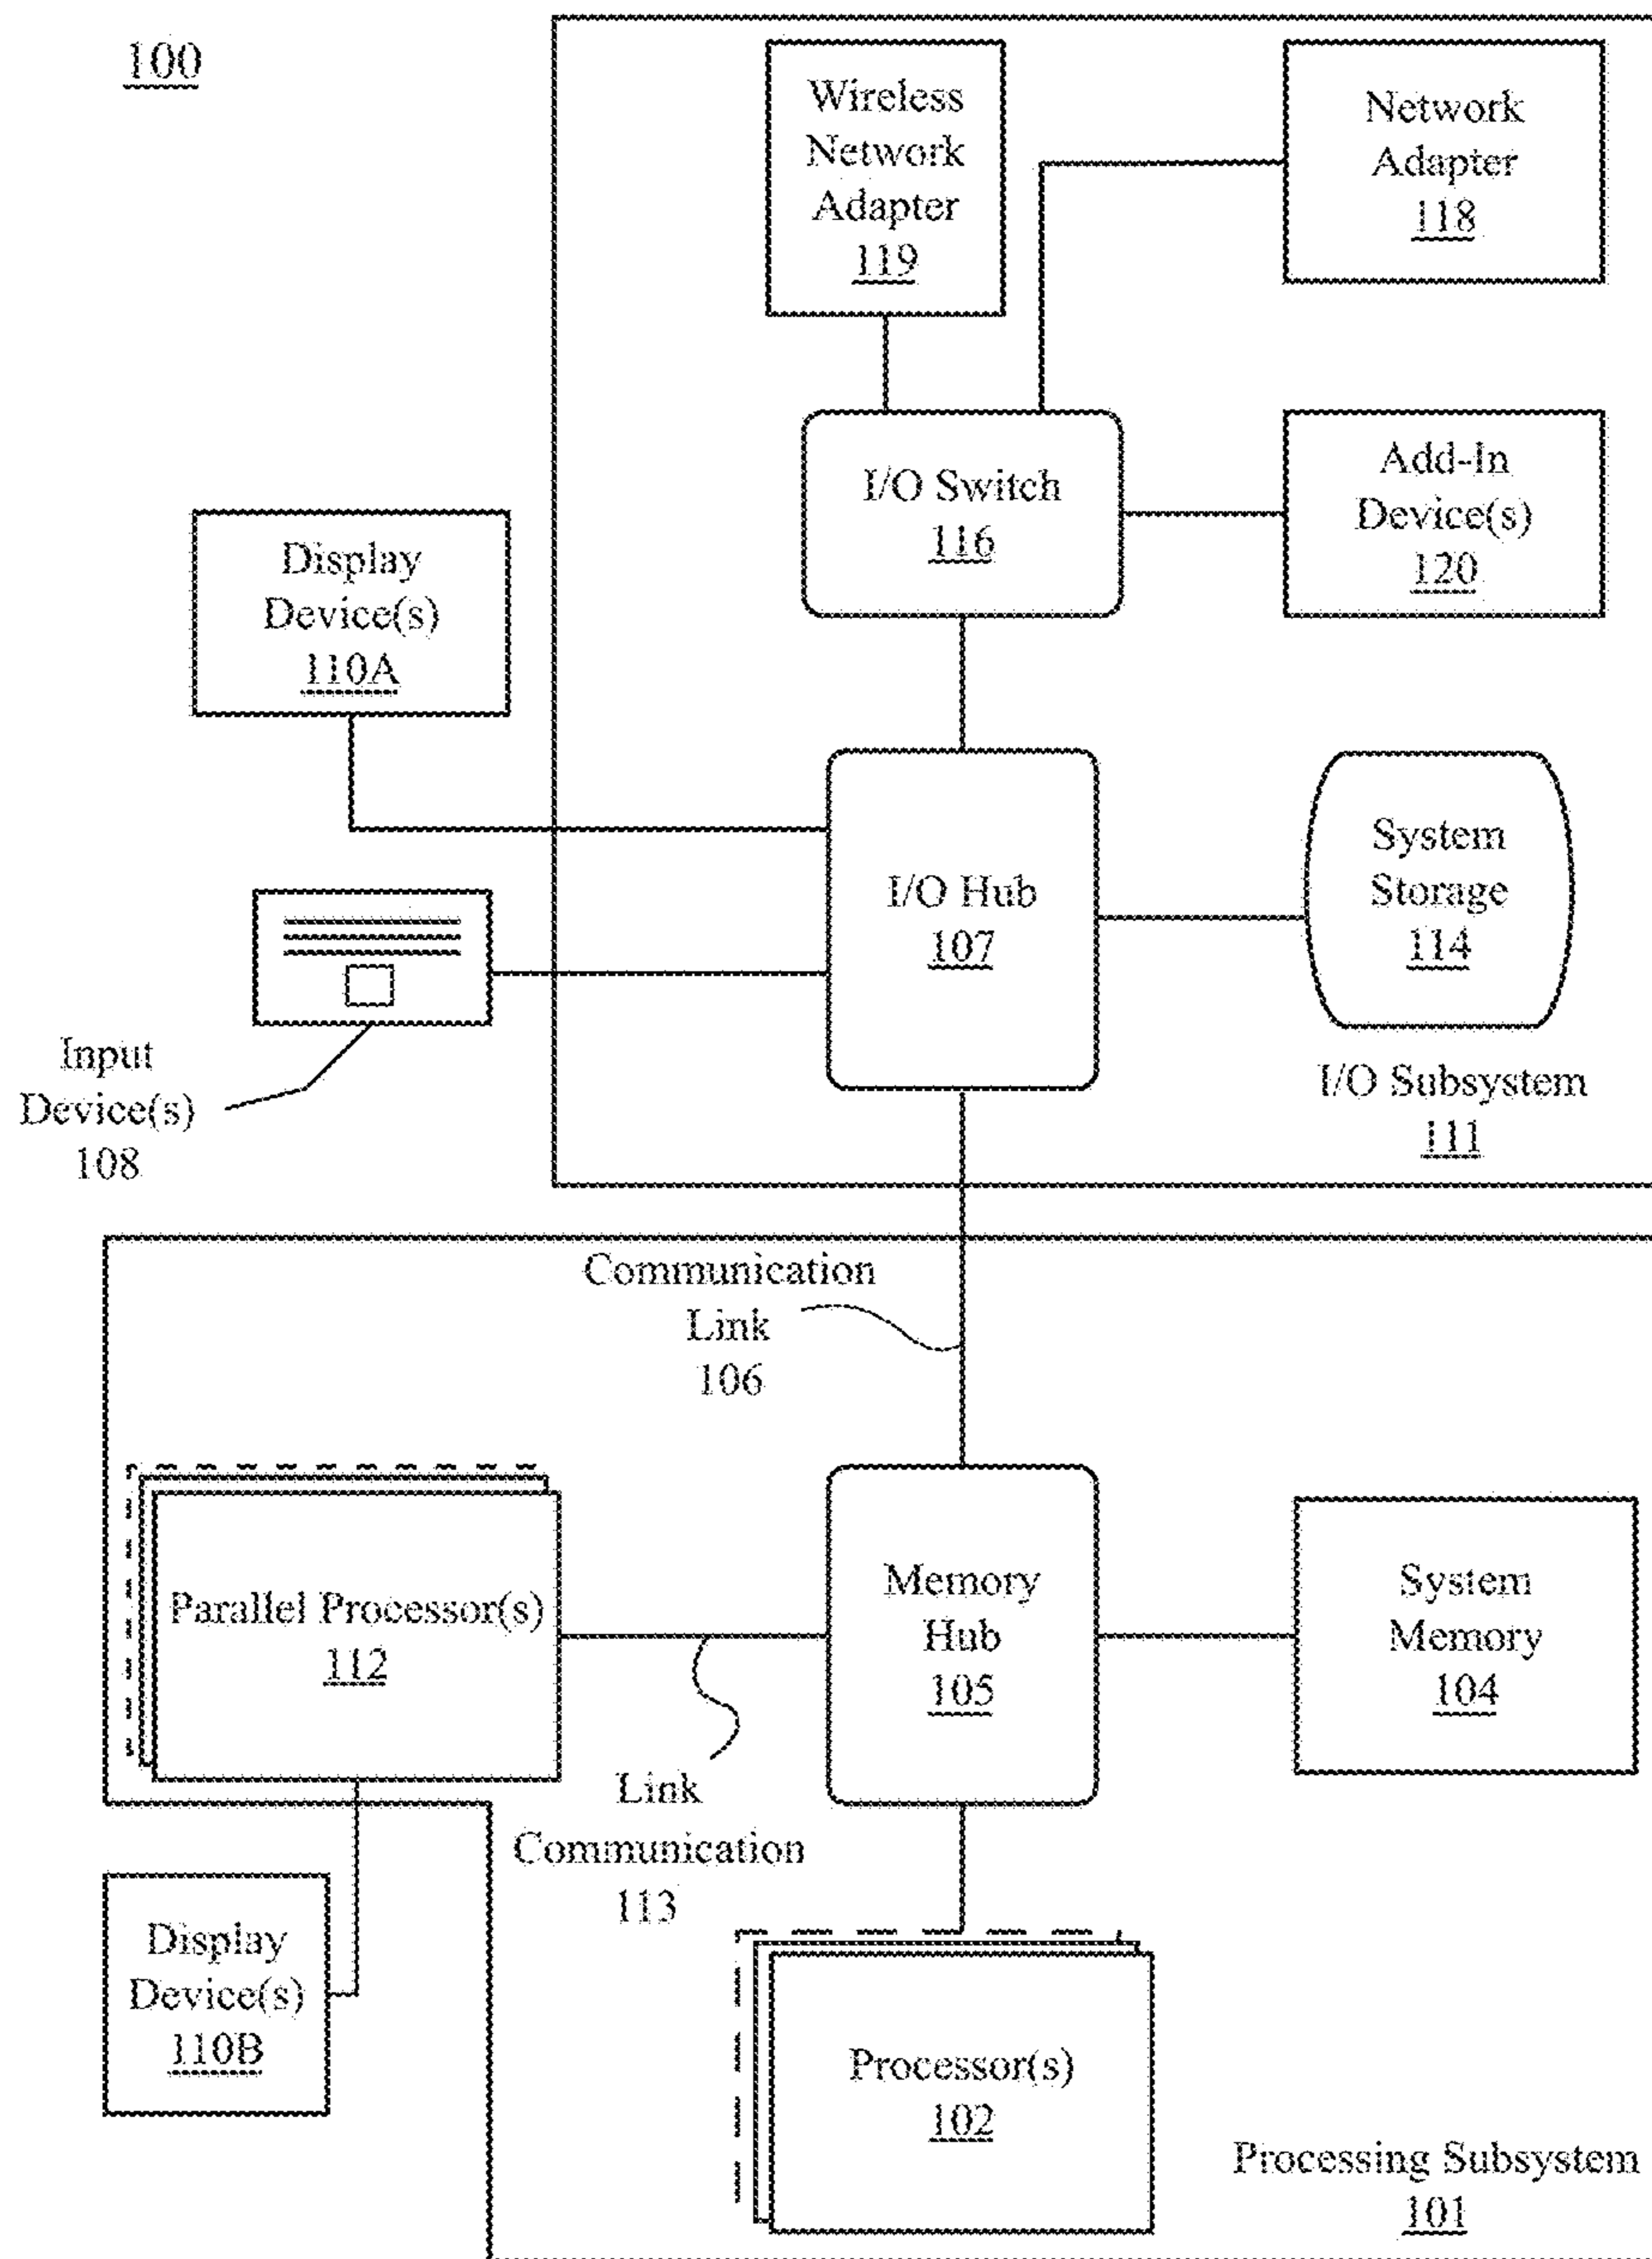 100
Wireless
Network
Adapter
119
Network
Adapter
118
I/O Switch
116
Add-In
Device(s)
120
Display
Device(s)
110A
I/O Hub
107
System
Storage
114
Input
Device(s)
108
I/O Subsystem
111
Communication
Link
106
Parallel Processor(s)
112
Memory
Hub
105
System
Memory
104
Link
Communication
113
Display
Device(s)
110B
Processor(s)
102
Processing Subsystem
101